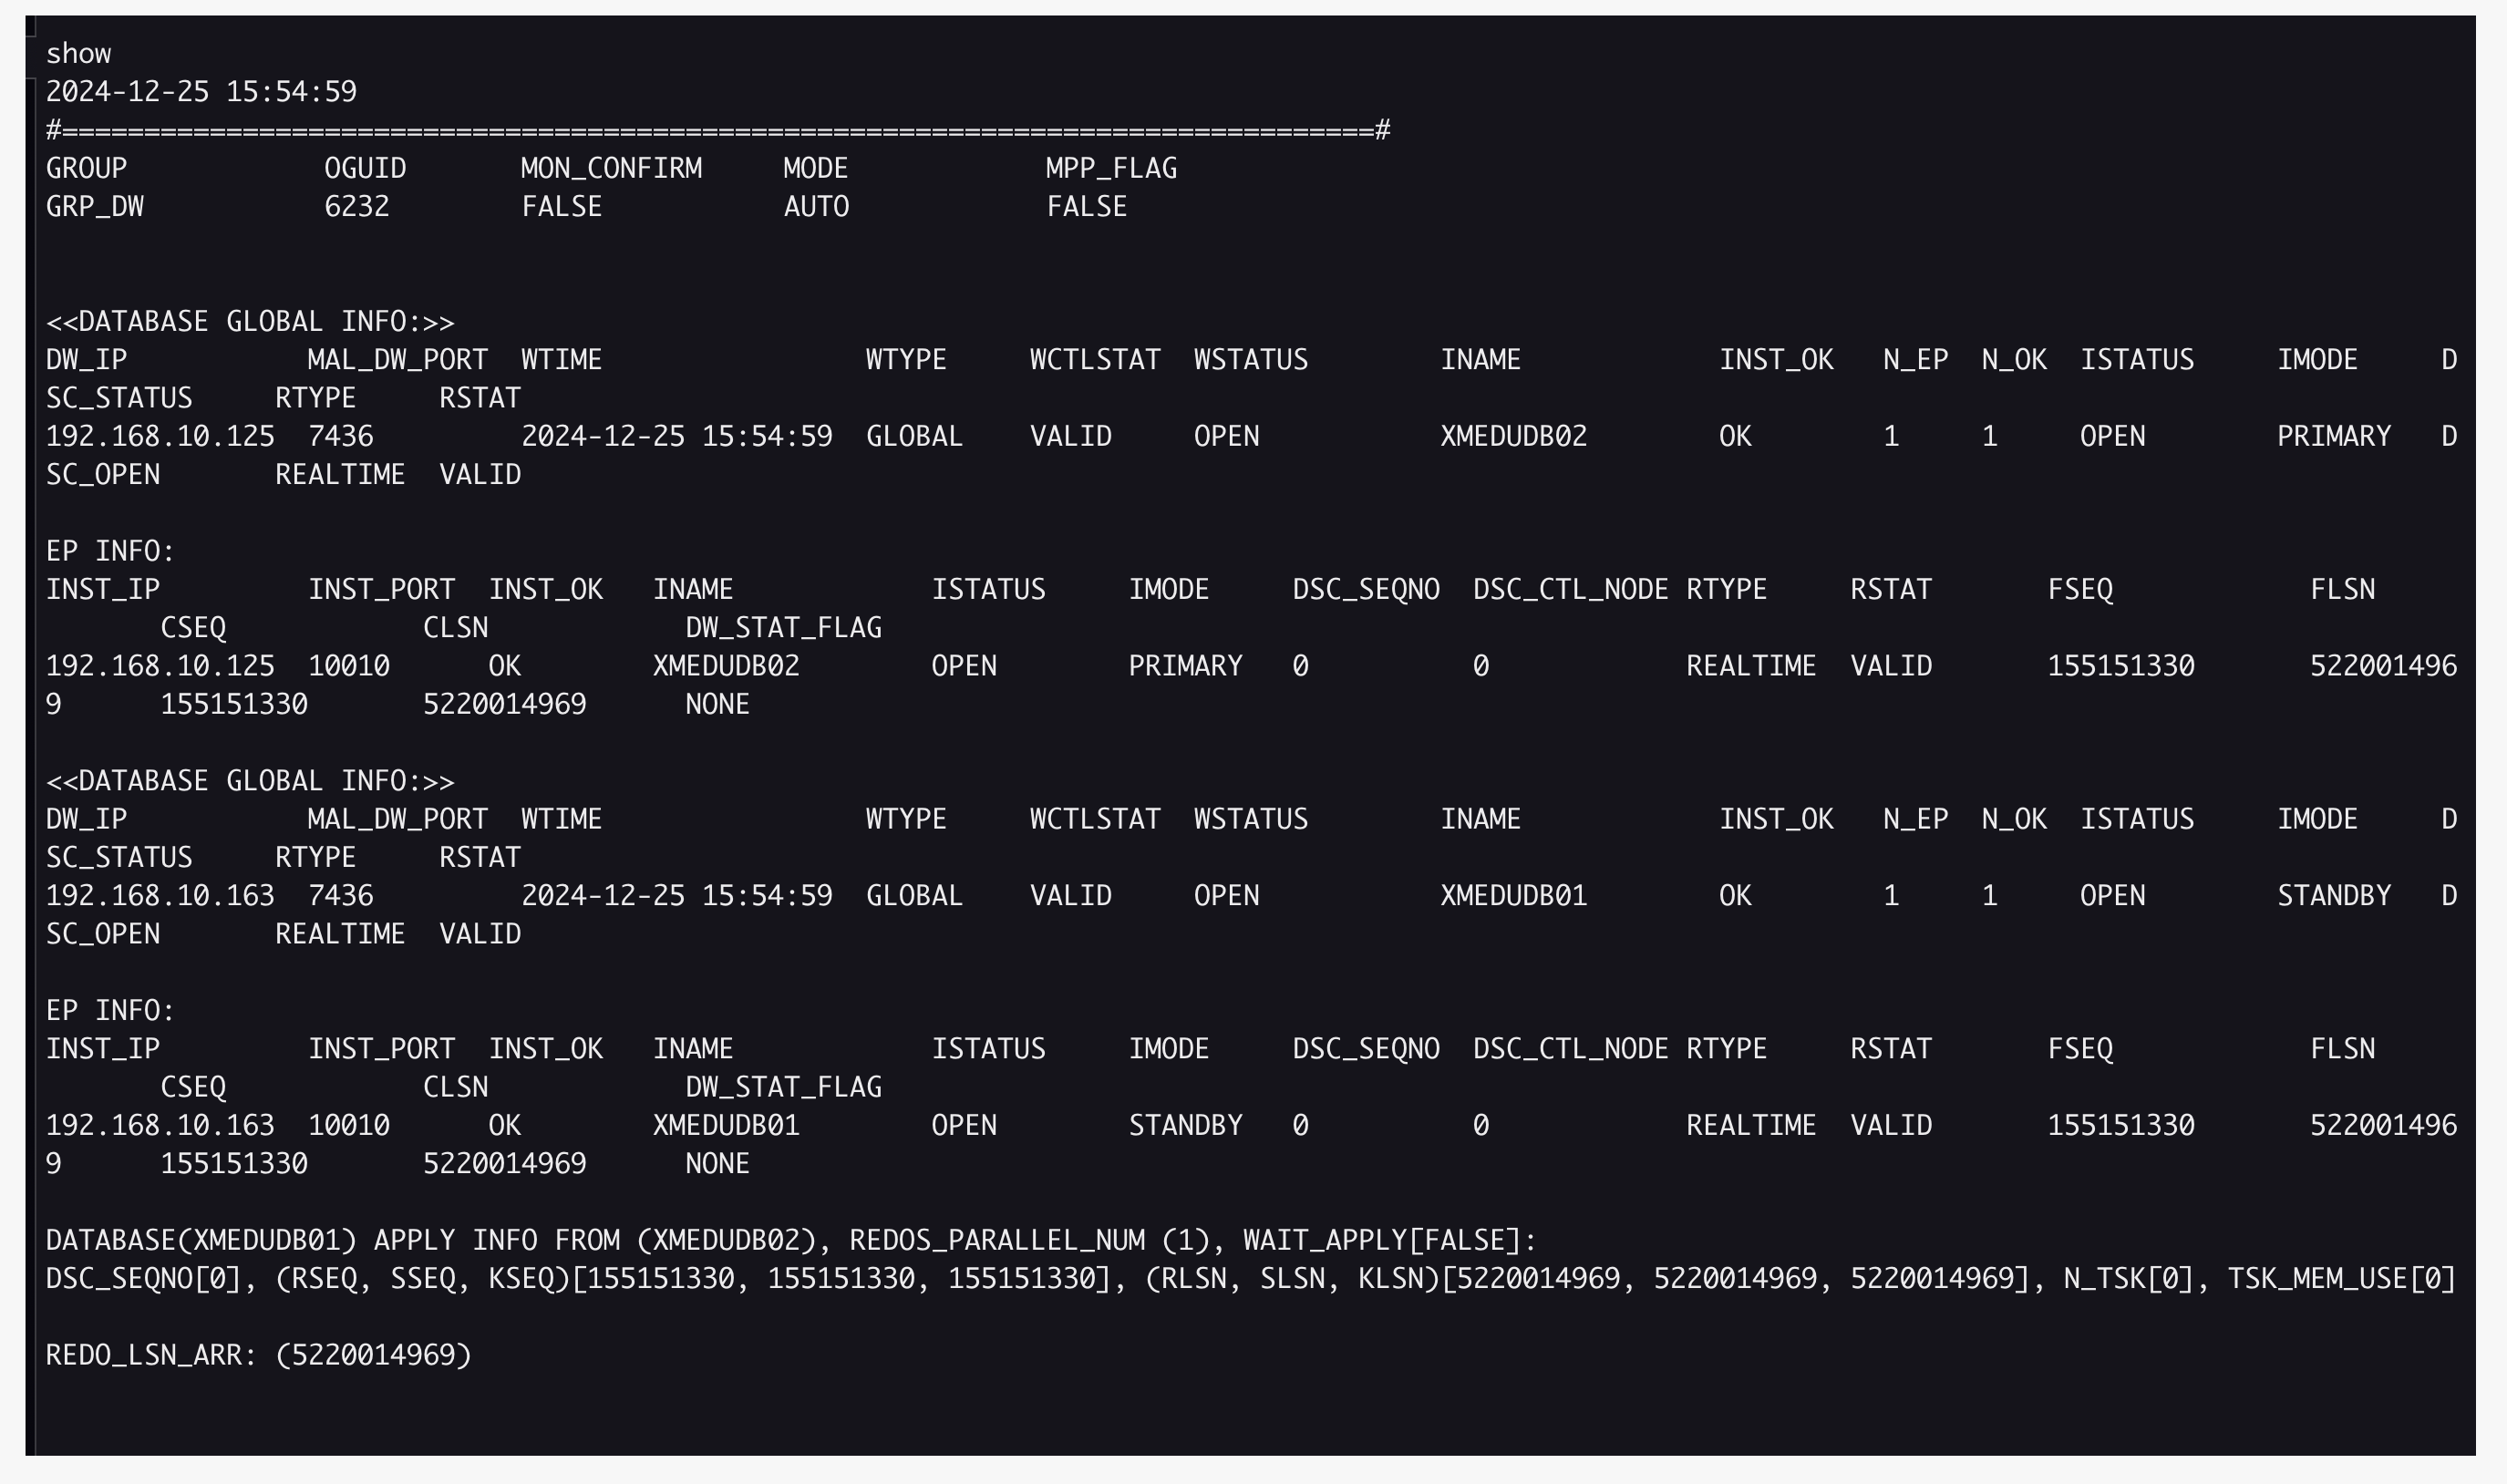 show
2024-12-25 15:54:59
#================================================================================#
GROUP            OGUID       MON_CONFIRM     MODE            MPP_FLAG
GRP_DW           6232        FALSE           AUTO            FALSE
<<DATABASE GLOBAL INFO:>>
DW_IP           MAL_DW_PORT  WTIME                WTYPE     WCTLSTAT  WSTATUS        INAME            INST_OK   N_EP  N_OK  ISTATUS     IMODE     D
SC_STATUS     RTYPE     RSTAT
192.168.10.125  7436         2024-12-25 15:54:59  GLOBAL    VALID     OPEN           XMEDUDB02        OK        1     1     OPEN        PRIMARY   D
SC_OPEN       REALTIME  VALID
EP INFO:
INST_IP         INST_PORT  INST_OK   INAME            ISTATUS     IMODE     DSC_SEQNO  DSC_CTL_NODE RTYPE     RSTAT       FSEQ            FLSN
       CSEQ            CLSN            DW_STAT_FLAG
192.168.10.125  10010      OK        XMEDUDB02        OPEN        PRIMARY   0          0            REALTIME  VALID       155151330       522001496
9      155151330       5220014969      NONE
<<DATABASE GLOBAL INFO:>>
DW_IP           MAL_DW_PORT  WTIME                WTYPE     WCTLSTAT  WSTATUS        INAME            INST_OK   N_EP  N_OK  ISTATUS     IMODE     D
SC_STATUS     RTYPE     RSTAT
192.168.10.163  7436         2024-12-25 15:54:59  GLOBAL    VALID     OPEN           XMEDUDB01        OK        1     1     OPEN        STANDBY   D
SC_OPEN       REALTIME  VALID
EP INFO:
INST_IP         INST_PORT  INST_OK   INAME            ISTATUS     IMODE     DSC_SEQNO  DSC_CTL_NODE RTYPE     RSTAT       FSEQ            FLSN
       CSEQ            CLSN            DW_STAT_FLAG
192.168.10.163  10010      OK        XMEDUDB01        OPEN        STANDBY   0          0            REALTIME  VALID       155151330       522001496
9      155151330       5220014969      NONE
DATABASE(XMEDUDB01) APPLY INFO FROM (XMEDUDB02), REDOS_PARALLEL_NUM (1), WAIT_APPLY[FALSE]:
DSC_SEQNO[0], (RSEQ, SSEQ, KSEQ)[155151330, 155151330, 155151330], (RLSN, SLSN, KLSN)[5220014969, 5220014969, 5220014969], N_TSK[0], TSK_MEM_USE[0]
REDO_LSN_ARR: (5220014969)